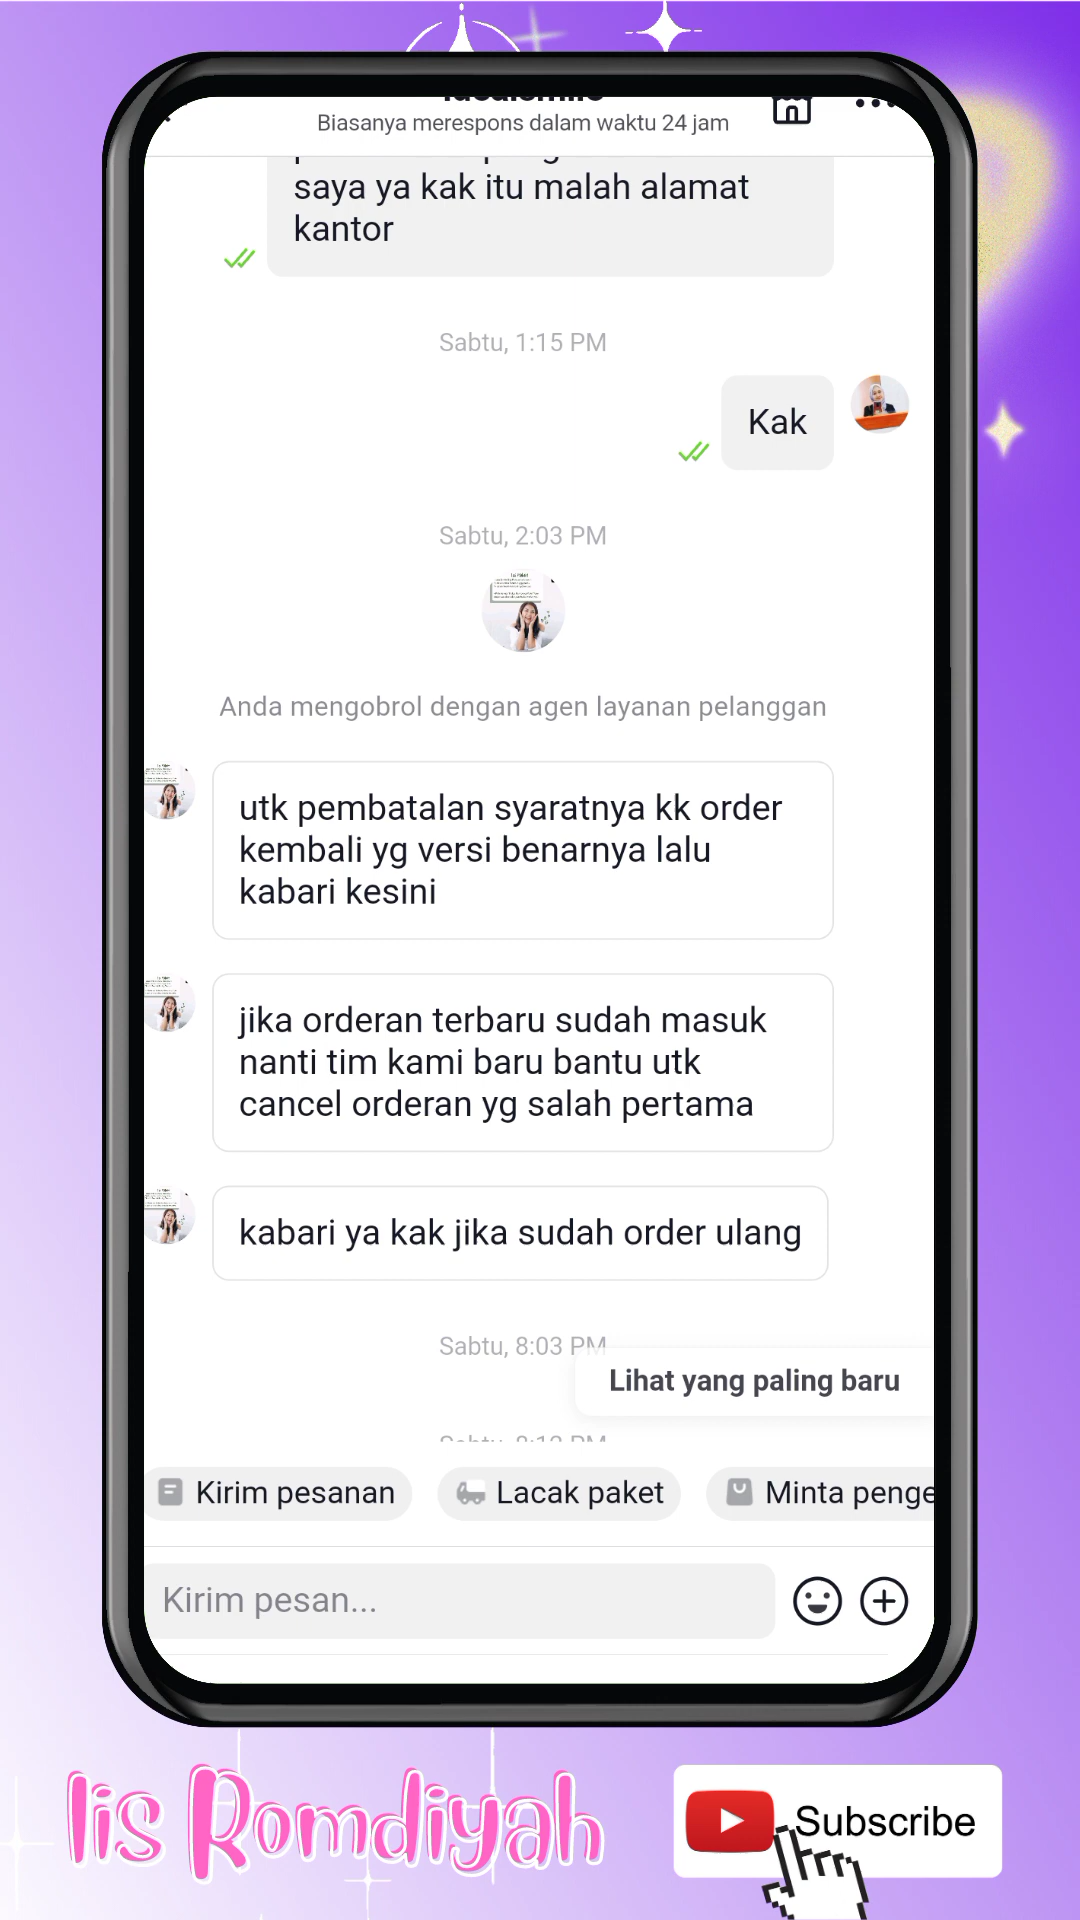 Biasanya merespons dalam waktu 24 jam
saya ya kak itu malah alamat
kantor
Sabtu, 1:15 PM
Kak
Sabtu, 2:03 PM
Anda mengobrol dengan agen layanan pelanggan
utk pembatalan syaratnya kk order
kembali yg versi benarnya lalu
kabari kesini
jika orderan terbaru sudah masuk
nanti tim kami baru bantu utk
cancel orderan yg salah pertama
kabari ya kak jika sudah order ulang
Sabtu, 8:03 PM
Lihat yang paling baru
Kirim pesanan
Lacak paket
Minta penge
Kirim pesan...
Iis Romdiyah
Subscribe